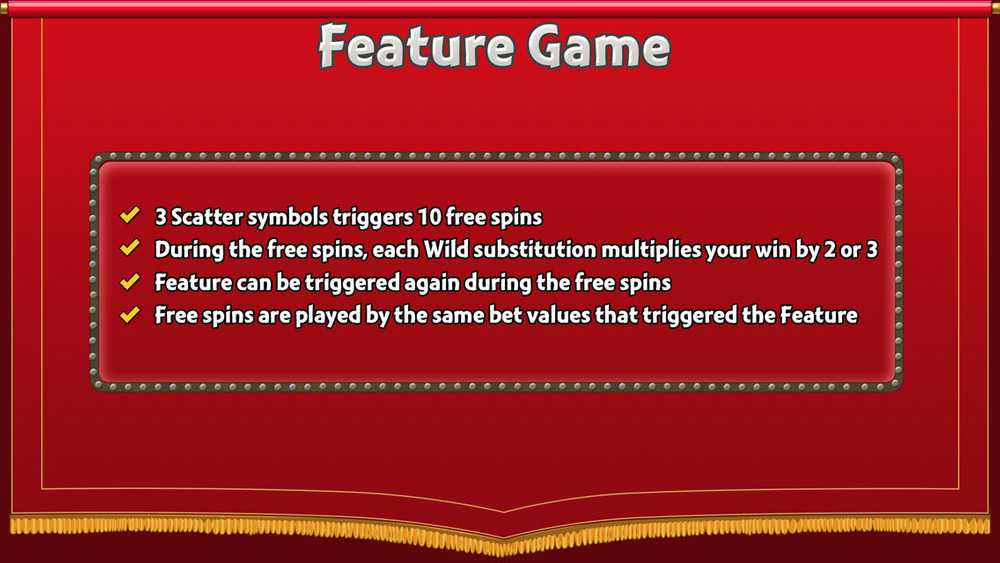 Feature Game
3 Scatter symbols triggers 10 free spins
During the free spins, each Wild substitution multiplies your win by 2 or 3
Feature can be triggered again during the free spins
Free spins are played by the same bet values that triggered the Feature